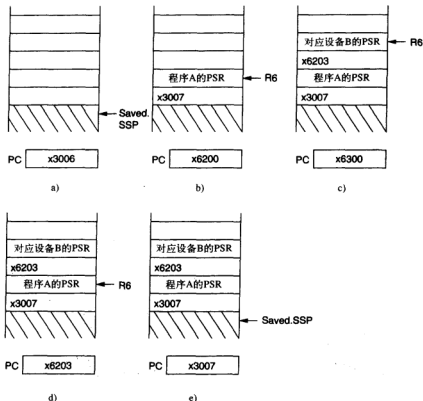 对应设备B的PSR
R6
x6203
程序A的PSR
R6
程序A的PSR
x3007
x3007
Saved.
SSP
PC x3006
PC x6200
PC x6300
a)
b)
c)
对应设备B的PSR
对应设备B的PSR
x6203
x6203
程序A的PSR
R6
程序A的PSR
x3007
x3007
Saved.SSP
PC x6203
PC x3007
d)
e)